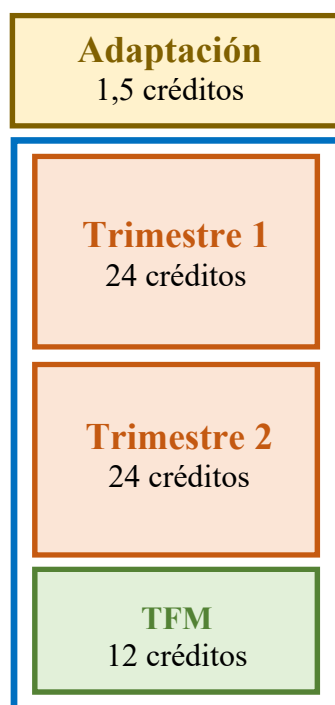 Adaptación
1,5 créditos
Trimestre 1
24 créditos
Trimestre 2
24 créditos
TFM
12 créditos